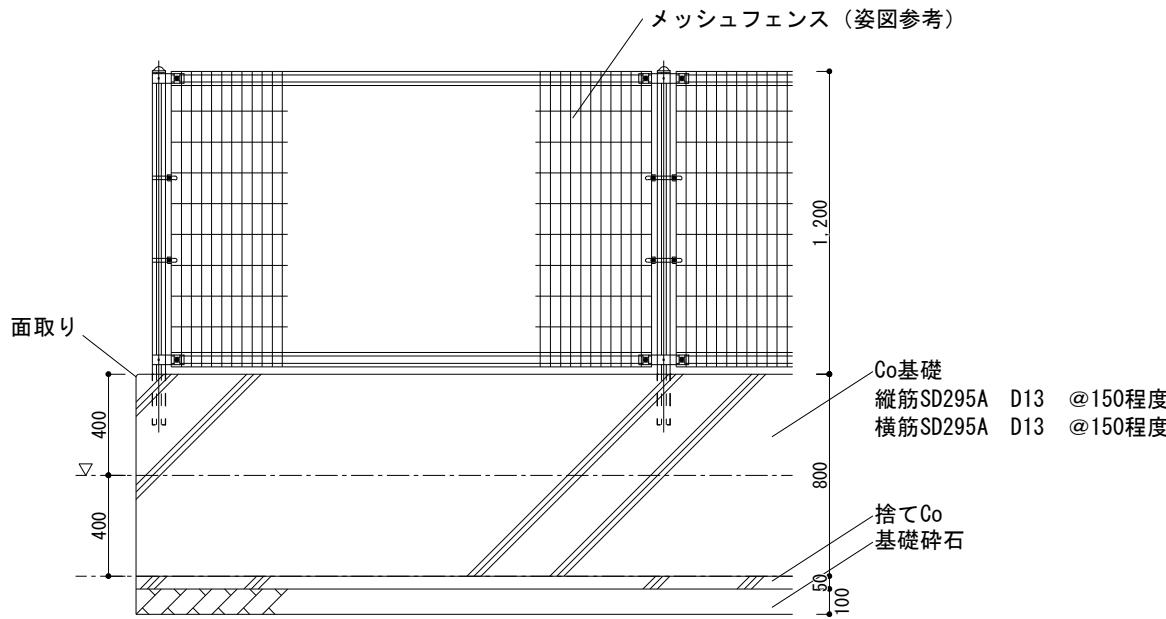 メッシュフェンス（姿図参考）
1,200
面取り
Co基礎
縦筋SD295A　D13　@150程度
横筋SD295A　D13　@150程度
400
800
400
捨てCo
基礎砕石
50
100